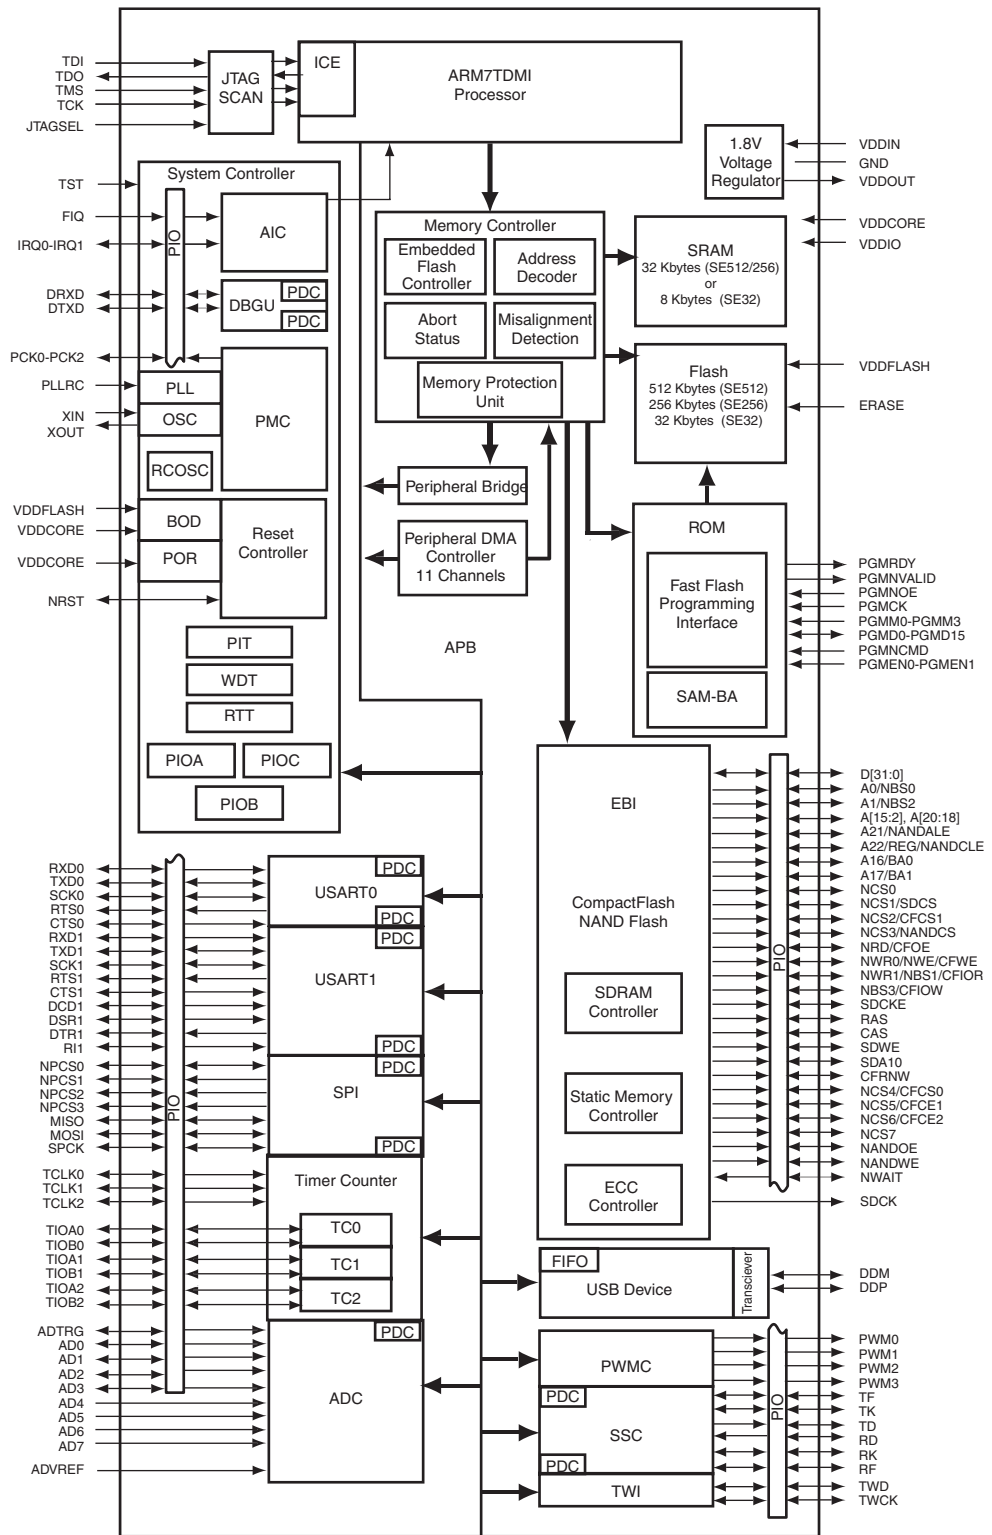 TDI
TDO
TMS
TCK
JTAGSEL
JTAG
SCAN
ICE
ARM7TDMI
Processor
1.8V
Voltage
Regulator
VDDIN
GND
VDDOUT
VDDCORE
VDDIO
System Controller
TST
FIQ
IRQ0-IRQ1
PIO
AIC
DRXD
DTXD
DBGU
PDC
PDC
PCK0-PCK2
PLLRC
PLL
XIN
XOUT
OSC
PMC
RCOSC
VDDFLASH
VDDCORE
BOD
VDDCORE
POR
Reset
Controller
NRST
PIT
WDT
RTT
PIOA
PIOC
PIOB
Memory Controller
Embedded
Flash
Controller
Address
Decoder
Abort
Status
Misalignment
Detection
Memory Protection
Unit
SRAM
32 Kbytes (SE512/256)
or
8 Kbytes (SE32)
Flash
512 Kbytes (SE512)
256 Kbytes (SE256)
32 Kbytes (SE32)
VDDFLASH
ERASE
Peripheral Bridge
Peripheral DMA
Controller
11 Channels
APB
ROM
Fast Flash
Programming
Interface
SAM-BA
PGMRDY
PGMNVALID
PGMNOE
PGMCK
PGMM0-PGMM3
PGMD0-PGMD15
PGMNCMD
PGMEN0-PGMEN1
EBI
CompactFlash
NAND Flash
SDRAM
Controller
Static Memory
Controller
ECC
Controller
PIO
D[31:0]
A0/NBS0
A1/NBS2
A[15:2], A[20:18]
A21/NANDALE
A22/REG/NANDCLE
A16/BA0
A17/BA1
NCS0
NCS1/SDCS
NCS2/CFCS1
NCS3/NANDCS
NRD/CFOE
NWR0/NWE/CFWE
NWR1/NBS1/CFIOR
NBS3/CFIOW
SDCKE
RAS
CAS
SDWE
SDA10
CFRNW
NCS4/CFCS0
NCS5/CFCE1
NCS6/CFCE2
NCS7
NANDOE
NANDWE
NWAIT
SDCK
RXD0
TXD0
SCK0
RTS0
CTS0
RXD1
TXD1
SCK1
RTS1
CTS1
DCD1
DSR1
DTR1
RI1
NPCS0
NPCS1
NPCS2
NPCS3
MISO
MOSI
SPCK
TCLK0
TCLK1
TCLK2
TIOA0
TIOB0
TIOA1
TIOB1
TIOA2
TIOB2
ADTRG
AD0
AD1
AD2
AD3
AD4
AD5
AD6
AD7
ADVREF
PIO
PDC
USART0
PDC
PDC
USART1
PDC
PDC
SPI
PDC
Timer Counter
TC0
TC1
TC2
PDC
ADC
FIFO
USB Device
Transciever
DDM
DDP
PWMC
PDC
SSC
PDC
TWI
PIO
PWM0
PWM1
PWM2
PWM3
TF
TK
TD
RD
RK
RF
TWD
TWCK